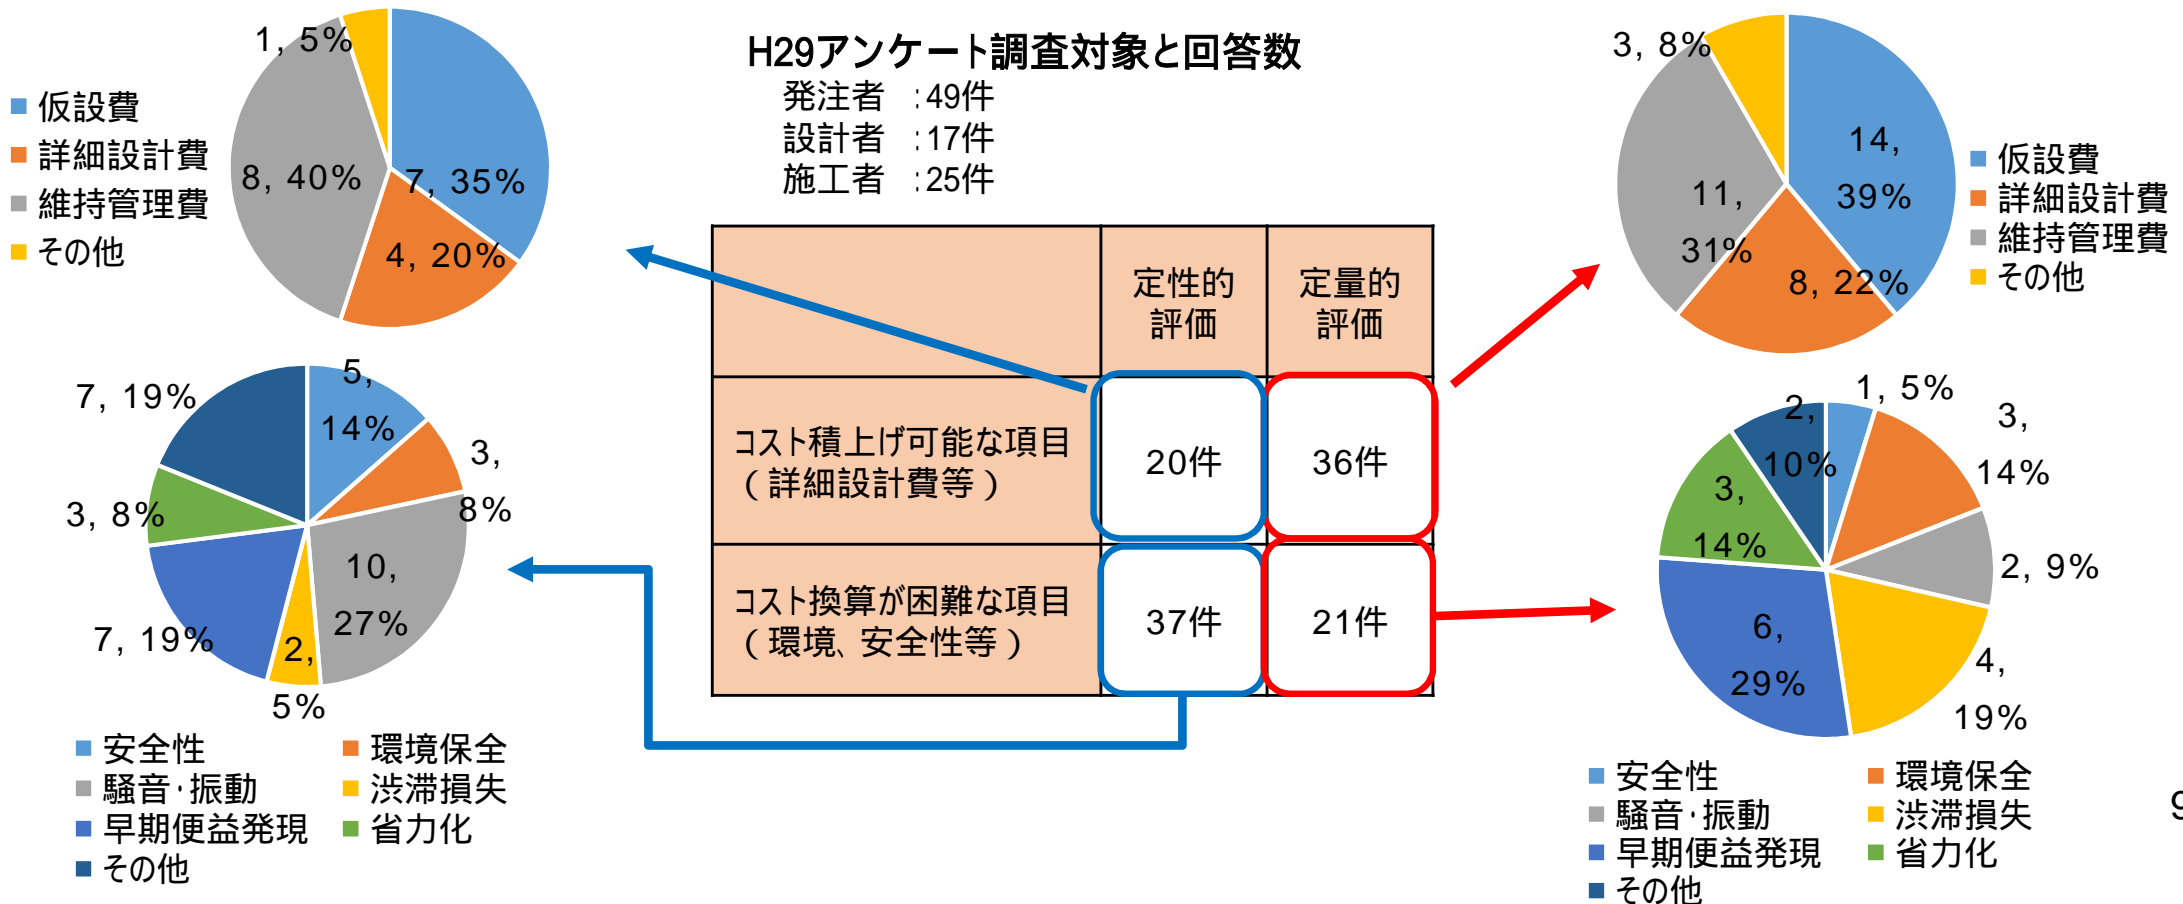 H29アンケート調査対象と回答数
発注者 :49件
設計者 :17件
施工者 :25件
仮設費
詳細設計費
維持管理費
その他
1, 5%
7, 35%
8, 40%
4, 20%
3, 8%
14,
39%
11,
31%
8, 22%
仮設費
詳細設計費
維持管理費
その他
定性的
評価
定量的
評価
コスト積上げ可能な項目
（詳細設計費等）
20件
36件
コスト換算が困難な項目
（環境、安全性等）
37件
21件
7, 19%
5,
14%
3,
8%
3, 8%
10,
27%
7, 19%
2,
5%
安全性
環境保全
騒音・振動
渋滞損失
早期便益発現
省力化
その他
2,
10%
1, 5%
3,
14%
3,
14%
2, 9%
6,
29%
4,
19%
安全性
環境保全
騒音・振動
渋滞損失
早期便益発現
省力化
その他
9